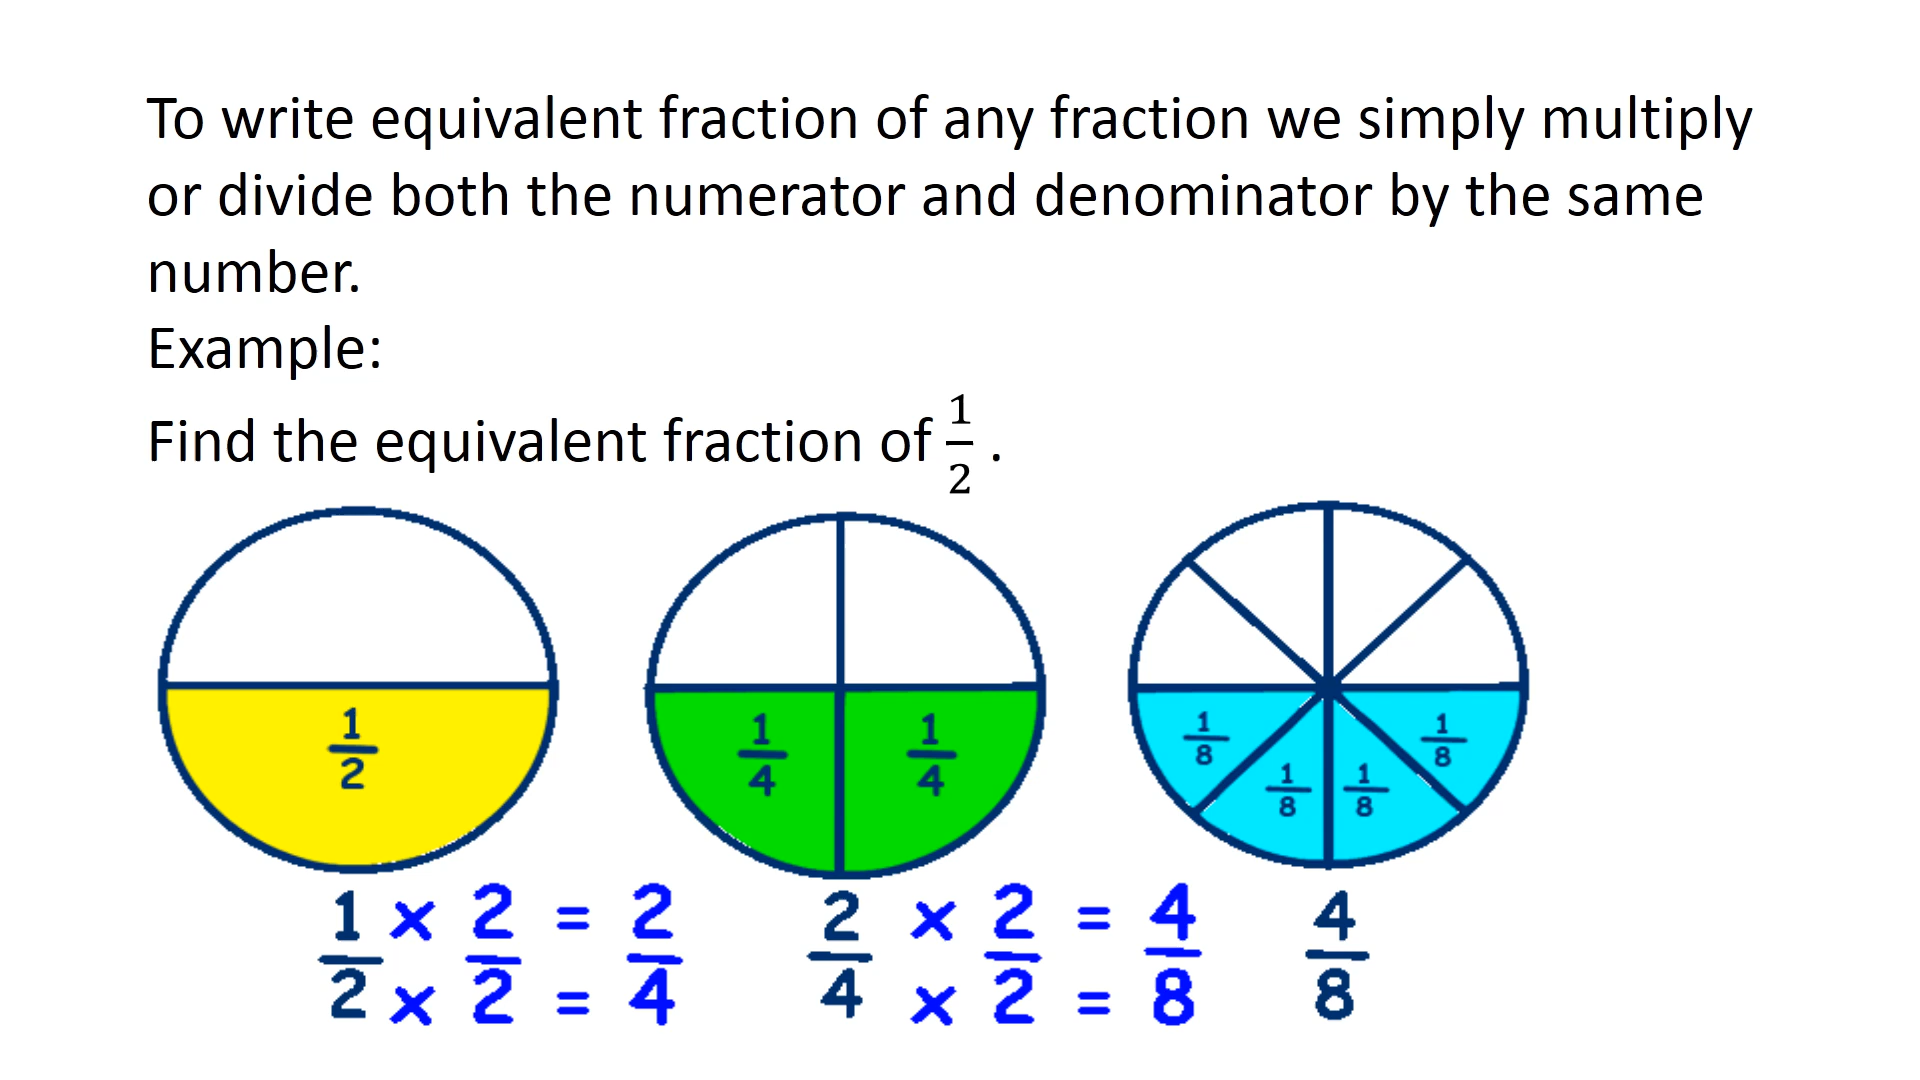 To write equivalent fraction of any fraction we simply multiply
or divide both the numerator and denominator by the same
number.
Example:
Find the equivalent fraction of 1/2 .
1/2
1/4 1/4
1/8 1/8 1/8 1/8
1 × 2 = 2
2 × 2 = 4
2 × 2 = 4
4 × 2 = 8
4/8